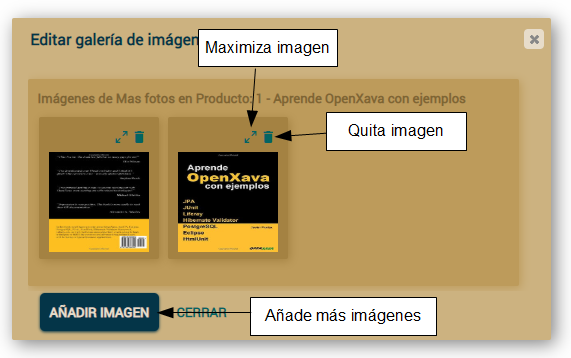 Editar galería de imágen
Maximiza imagen
Imágenes de Mas fotos en Producto: 1 - Aprende OpenXava con ejemplos
Quita imagen
Aprende
OpenXava
con ejemplos
JPA
JUnit
Liferay
Hibernate Validator
PostgreSQL
Eclipse
HtmlUnit
AÑADIR IMAGEN
CERRAR
Añade más imágenes